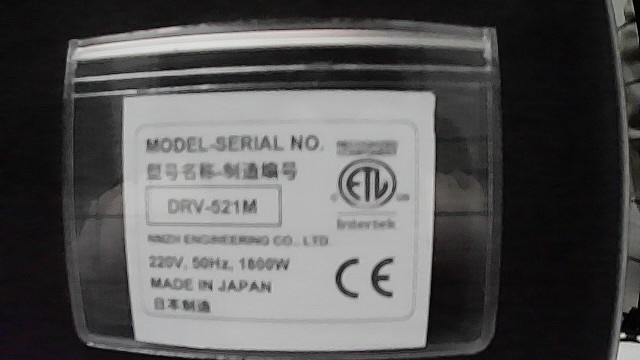 MODEL-SERIAL NO.
型号名称-制造编号
DRV-521M
ENGINEERING CO., LTD.
220V, 50Hz, 1800W
MADE IN JAPAN
日本制造
ETL
Intertek
CE